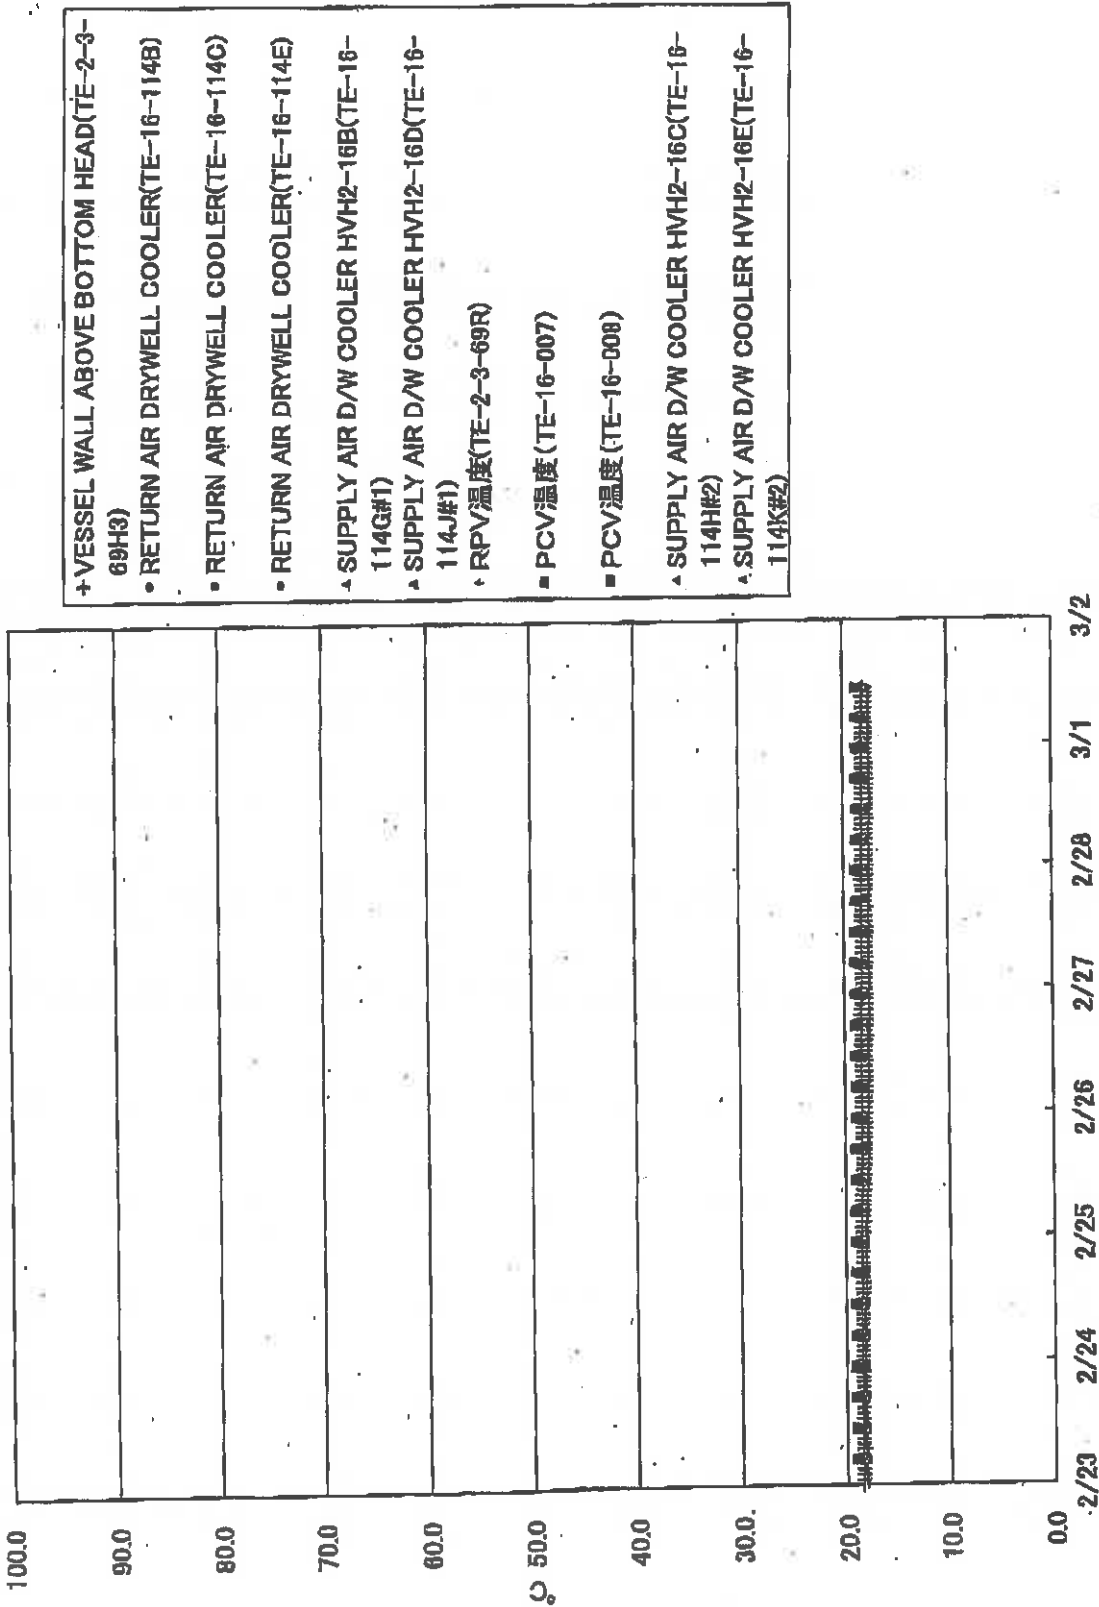 100.0
90.0
80.0
70.0
60.0
℃ 50.0
40.0
30.0
20.0
10.0
0.0
2/23 2/24 2/25 2/26 2/27 2/28 3/1 3/2
+VESSEL WALL ABOVE BOTTOM HEAD(TE-2-3-
69H3)
• RETURN AIR DRYWELL COOLER(TE-16-114B)
• RETURN AIR DRYWELL COOLER(TE-16-114C)
• RETURN AIR DRYWELL COOLER(TE-16-114E)
▲ SUPPLY AIR D/W COOLER HVH2-16B(TE-16-
114G#1)
▲ SUPPLY AIR D/W COOLER HVH2-16D(TE-16-
114J#1)
♦ RPV温度(TE-2-3-69R)
■ PCV温度(TE-16-007)
■ PCV温度(TE-16-008)
▲ SUPPLY AIR D/W COOLER HVH2-16C(TE-16-
114H#2)
▲ SUPPLY AIR D/W COOLER HVH2-16E(TE-16-
114K#2)